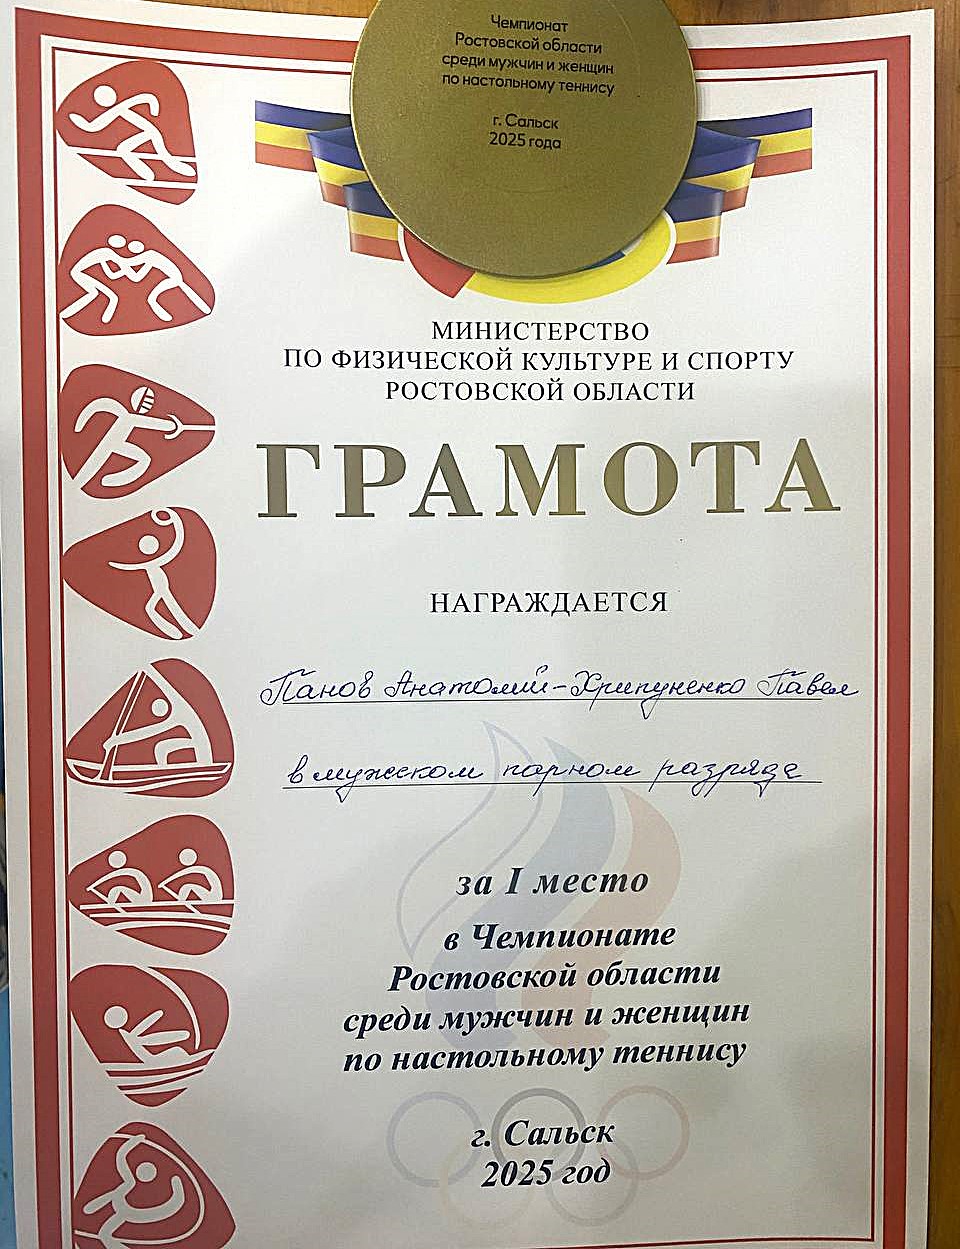 Чемпионат
Ростовской области
среди мужчин и женщин
по настольному теннису
г. Сальск
2025 года
МИНИСТЕРСТВО
ПО ФИЗИЧЕСКОЙ КУЛЬТУРЕ И СПОРТУ
РОСТОВСКОЙ ОБЛАСТИ
ГРАМОТА
НАГРАЖДАЕТСЯ
Панов Анатолий-Хрипуненко Павел
в мужском парном разряде
за I место
в Чемпионате
Ростовской области
среди мужчин и женщин
по настольному теннису
г. Сальск
2025 год